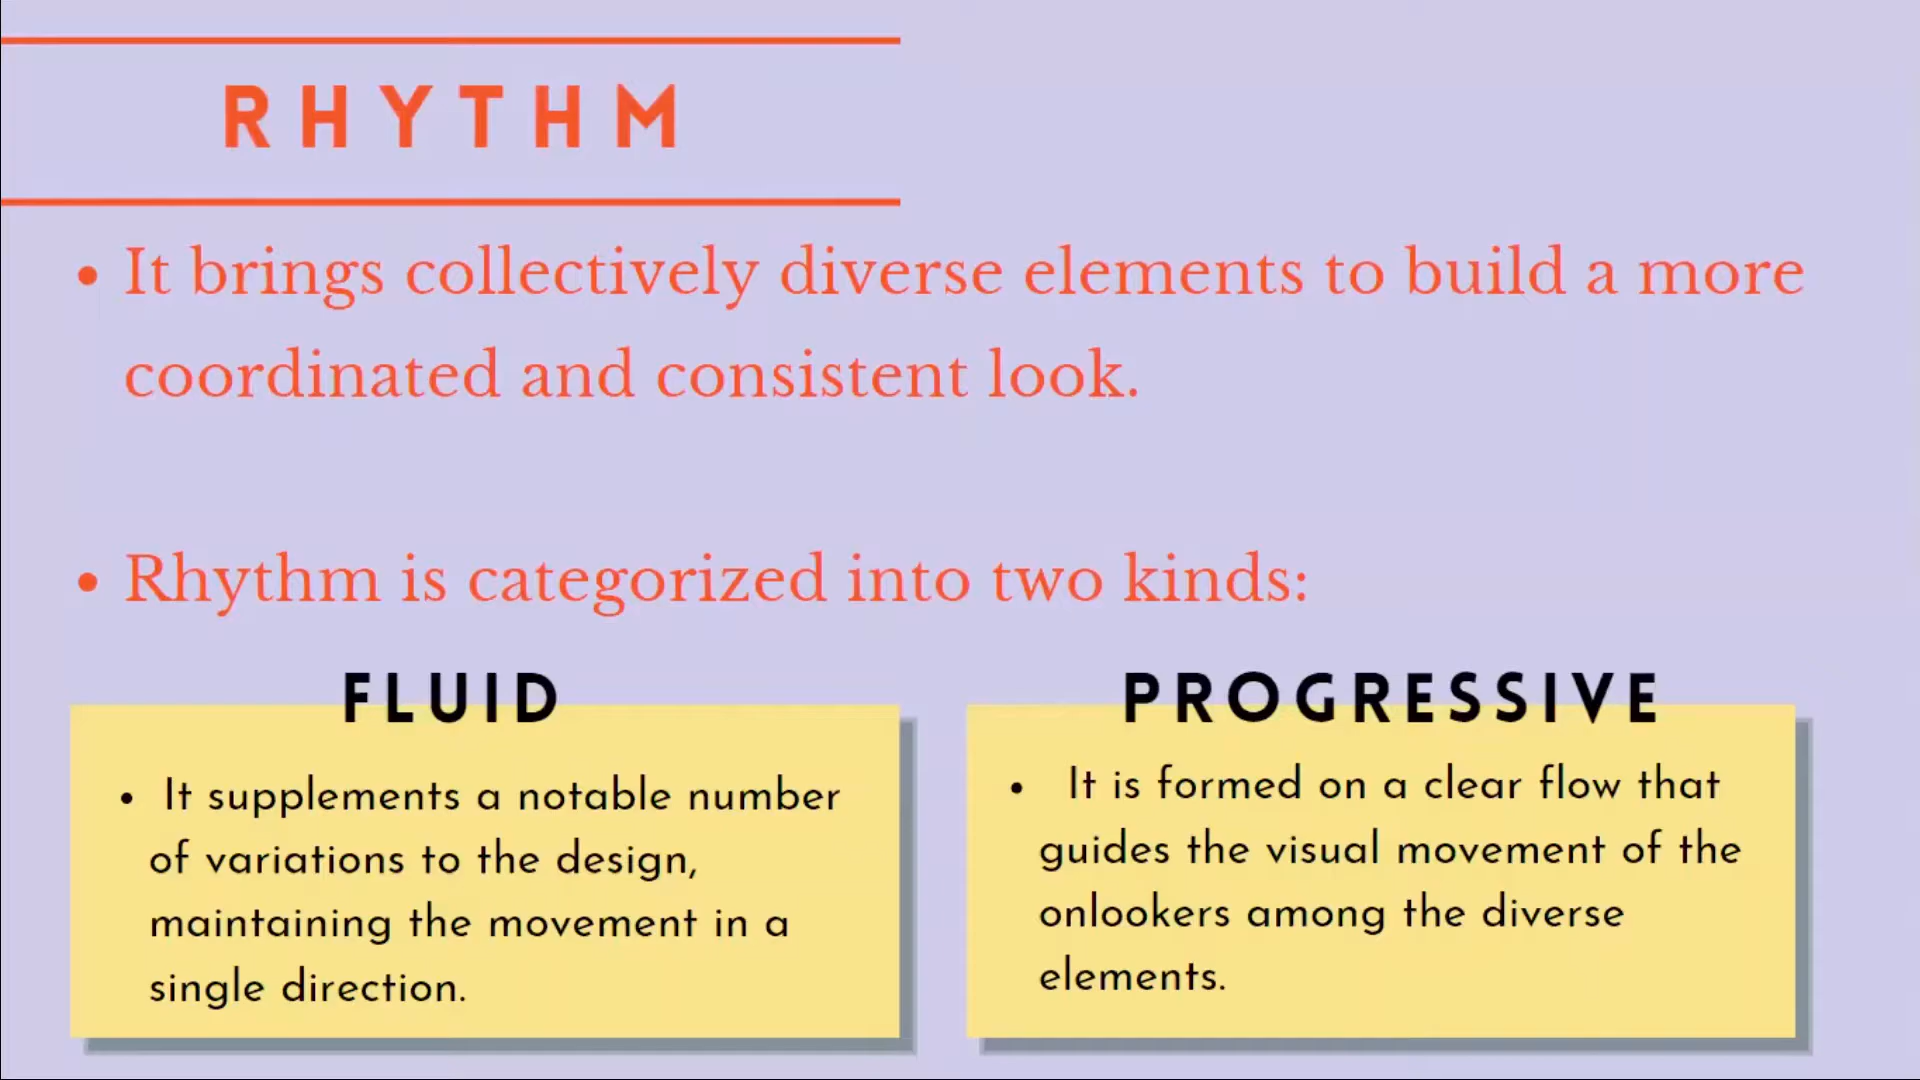 RHYTHM
• It brings collectively diverse elements to build a more
coordinated and consistent look.
• Rhythm is categorized into two kinds:
FLUID
• It supplements a notable number
of variations to the design,
maintaining the movement in a
single direction.
PROGRESSIVE
• It is formed on a clear flow that
guides the visual movement of the
onlookers among the diverse
elements.